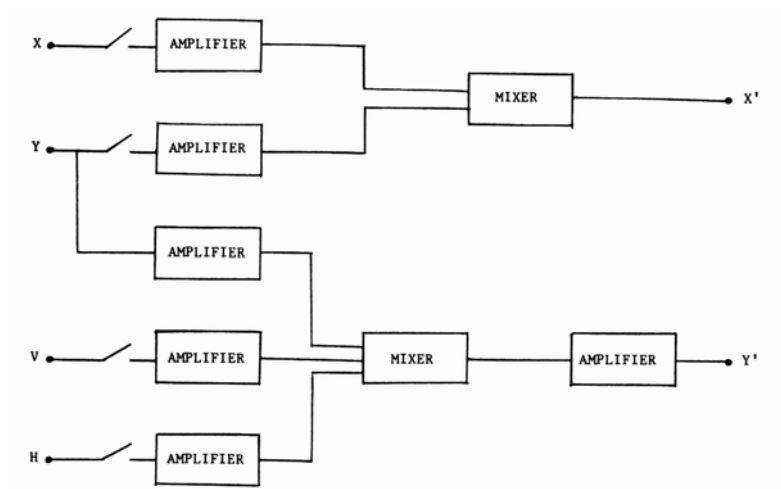 X AMPLIFIER
MIXER X'
Y AMPLIFIER
AMPLIFIER
V AMPLIFIER MIXER AMPLIFIER Y'
H AMPLIFIER